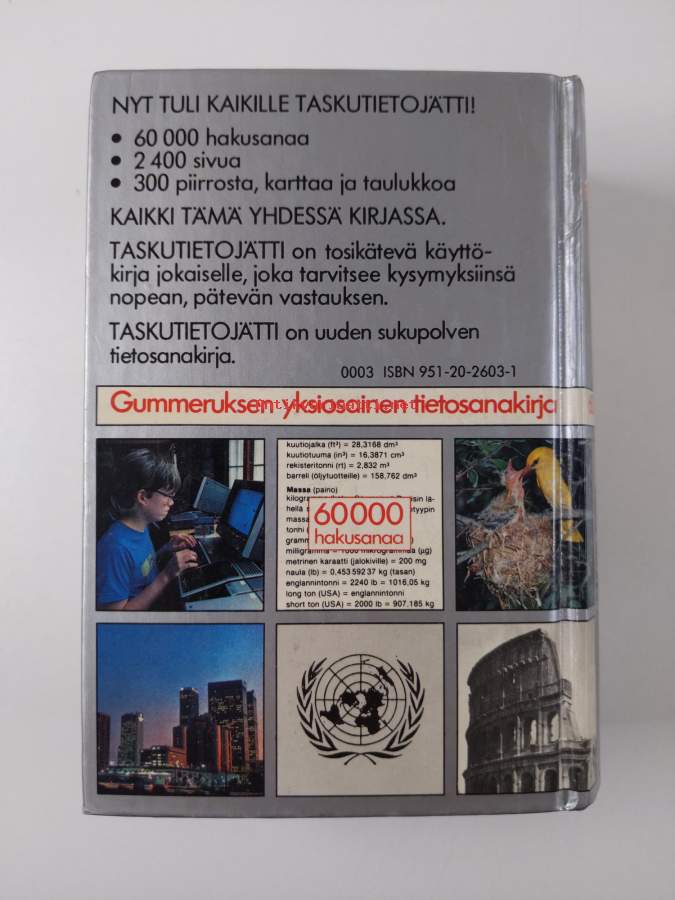 NYT TULI KAIKILLE TASKUTIETOJÄTTI!
• 60 000 hakusanaa
• 2 400 sivua
• 300 piirrosta, karttaa ja taulukkoa
KAIKKI TÄMÄ YHDESSÄ KIRJASSA.
TASKUTIETOJÄTTI on tosikätevä käyttö-
kirja jokaiselle, joka tarvitsee kysymyksiinsä
nopean, pätevän vastauksen.
TASKUTIETOJÄTTI on uuden sukupolven
tietosanakirja.
0003 ISBN 951-20-2603-1
Gummeruksen yksiosainen tietosanakirja
kuutiojalka (ft³) = 28,3168 dm³
kuutiotuuma (in³) = 16,3871 cm³
rekisteritonni (rt) = 2,832 m³
barreli (öljytuotteille) = 158,762 dm³
Massa (paino)
60000
hakusanaa
milligramma = 1000 mikrogrammaa (µg)
metrinen karaatti (jalokiville) = 200 mg
naula (lb) = 0,453 592 37 kg (tasan)
englannintonni = 2240 lb = 1016,05 kg
long ton (USA) = englannintonni
short ton (USA) = 2000 lb = 907,185 kg